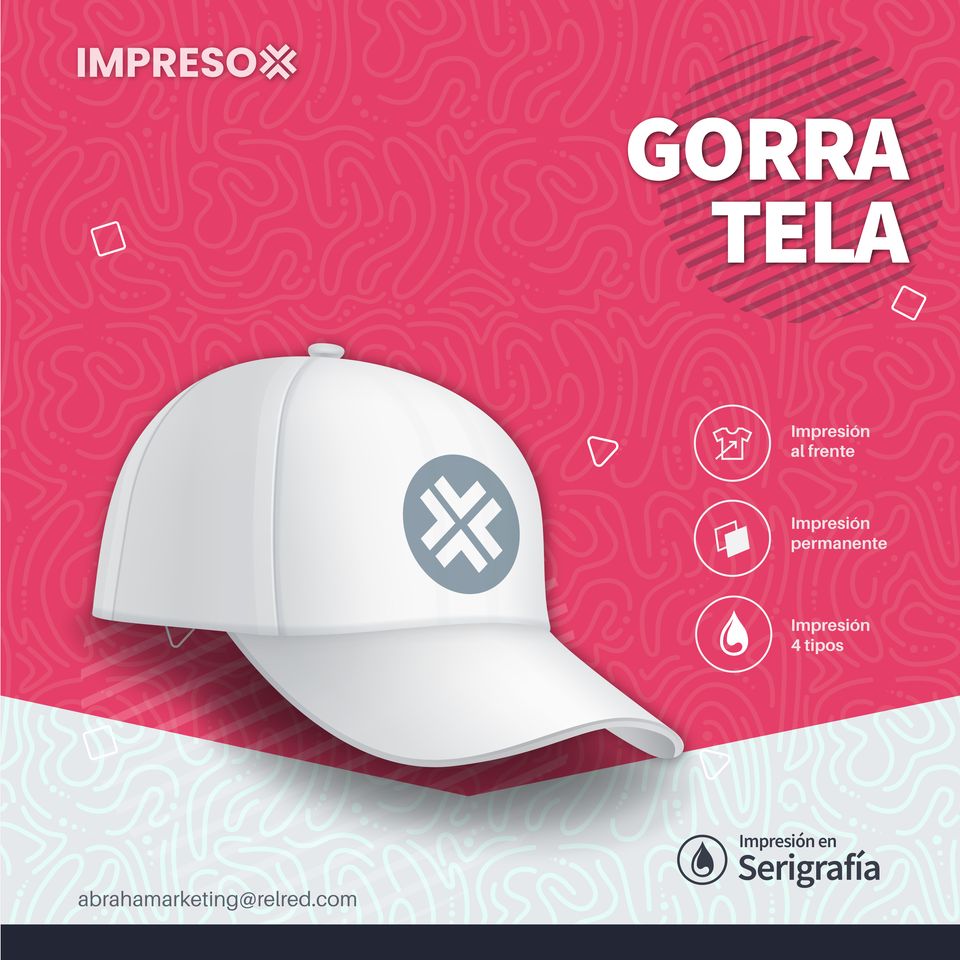 IMPRESO
GORRA
TELA
Impresión
al frente
Impresión
permanente
Impresión
4 tipos
Impresión en
Serigrafía
abrahamarketing@relred.com